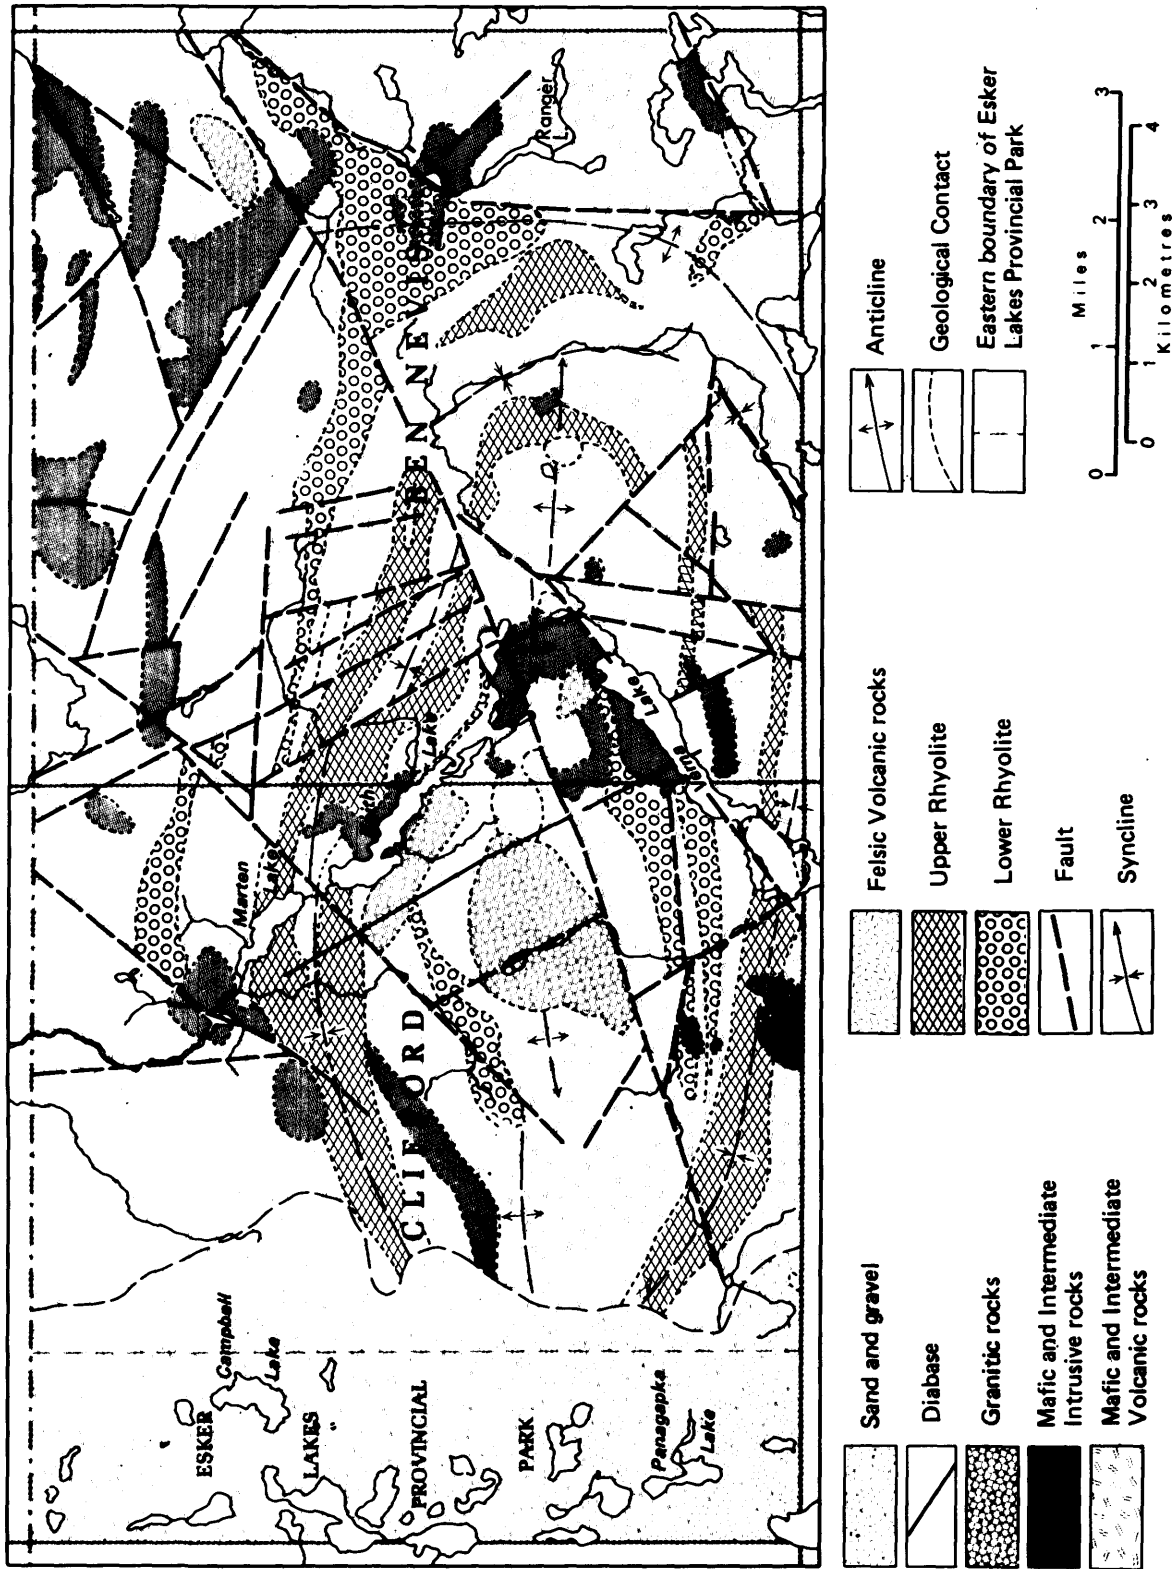 ESKER
LAKES
PROVINCIAL
PARK
Campbell
Lake
Panagapka
Lake
CLIFFORD
BEN NEVIS
Marten
Lake
Lake
Verna Lake
Ranger
L.
Sand and gravel
Diabase
Granitic rocks
Mafic and Intermediate
Intrusive rocks
Mafic and Intermediate
Volcanic rocks
Felsic Volcanic rocks
Upper Rhyolite
Lower Rhyolite
Fault
Syncline
Anticline
Geological Contact
Eastern boundary of Esker
Lakes Provincial Park
0 1 2 3
Miles
0 1 2 3 4
Kilometres